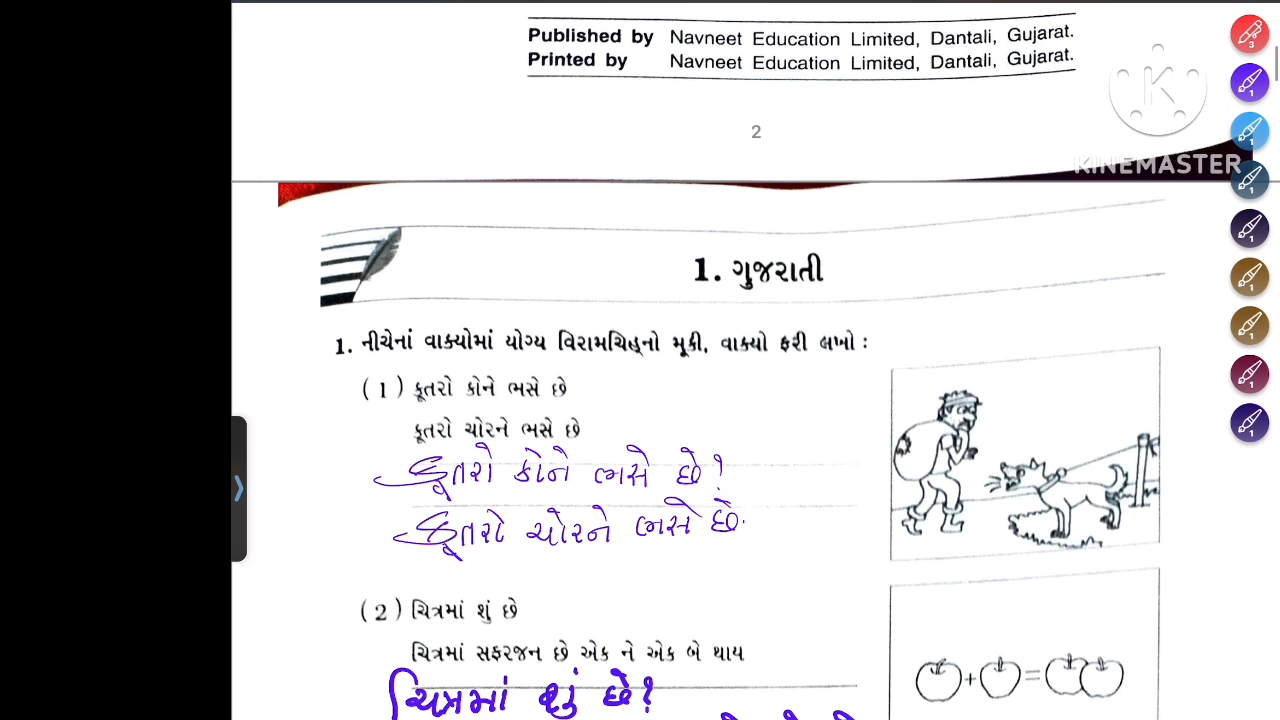 Published by Navneet Education Limited, Dantali, Gujarat.
Printed by Navneet Education Limited, Dantali, Gujarat.
2
KINEMASTER
1. ગુજરાતી
1. નીચેનાં વાક્યોમાં યોગ્ય વિરામચિહ્નો મૂકી, વાક્યો ફરી લખો :
(1) કૂતરો કોને ભસે છે
કૂતરો ચોરને ભસે છે
કૂતરો કોને ભસે છે?
કૂતરો ચોરને ભસે છે.
(2) ચિત્રમાં શું છે
ચિત્રમાં સફરજન છે એક ને એક બે થાય
ચિત્રમાં શું છે?